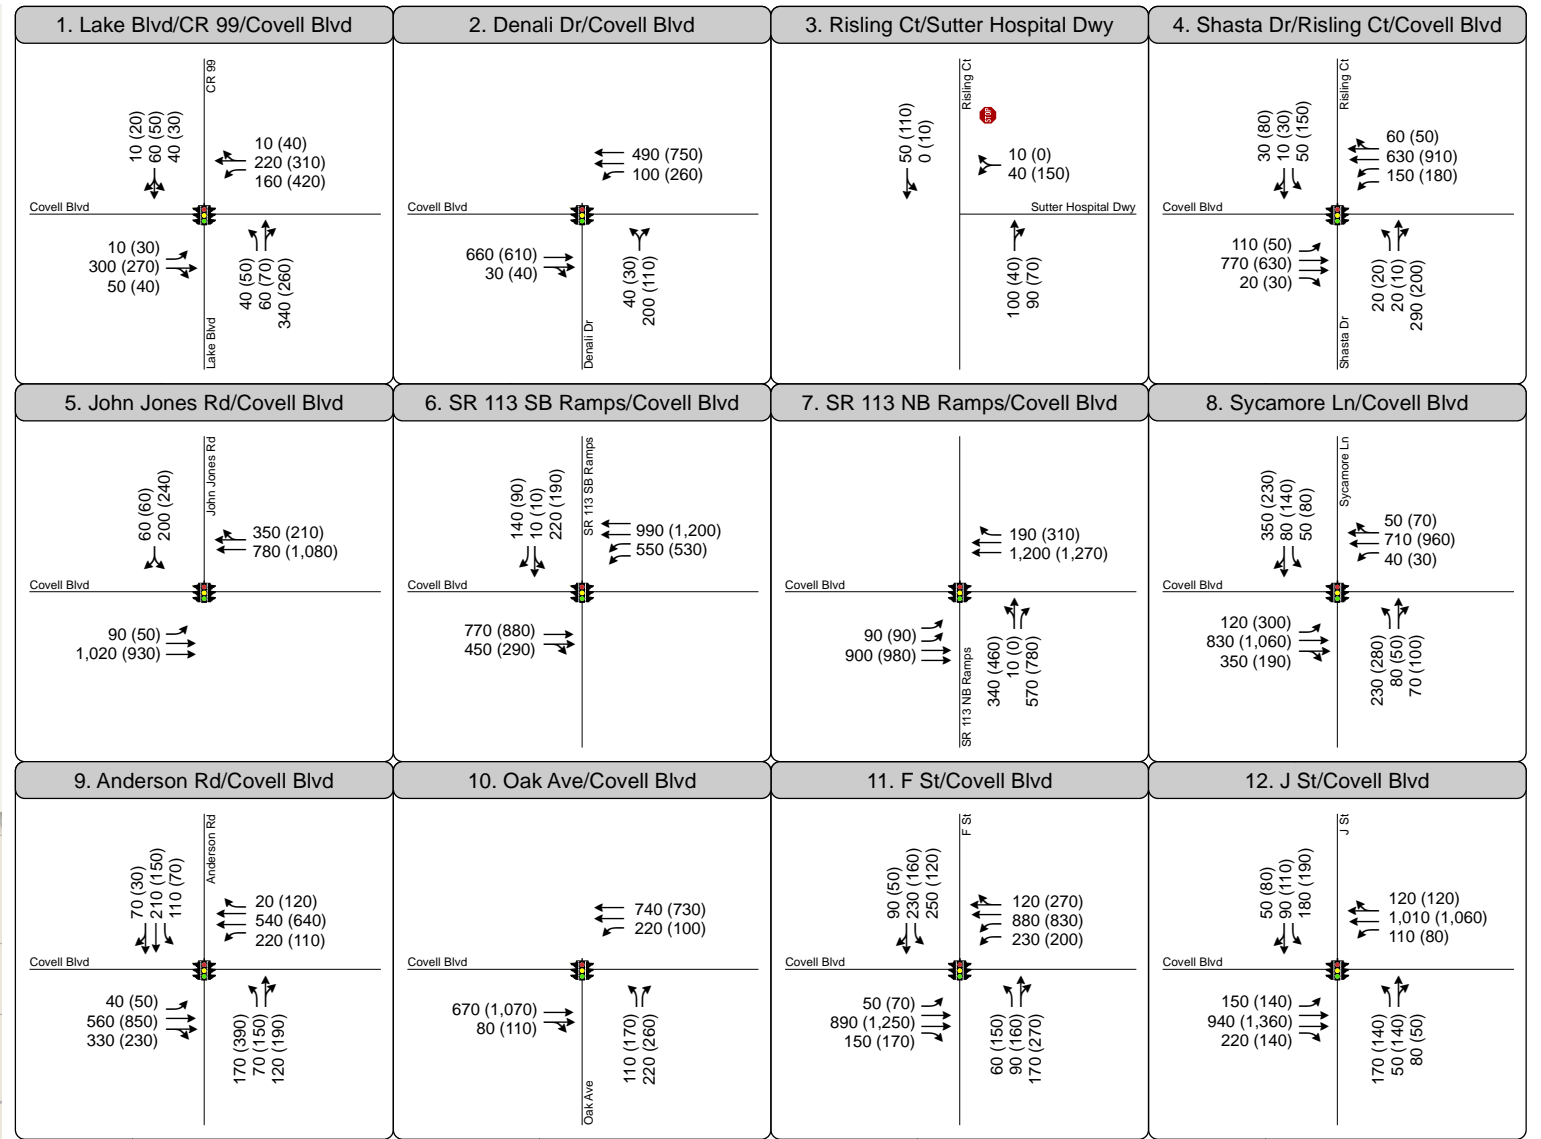 1. Lake Blvd/CR 99/Covell Blvd
CR 99
10 (20)
60 (50)
40 (30)
10 (40)
220 (310)
160 (420)
Covell Blvd
10 (30)
300 (270)
50 (40)
40 (50)
60 (70)
340 (260)
Lake Blvd
2. Denali Dr/Covell Blvd
490 (750)
100 (260)
Covell Blvd
660 (610)
30 (40)
40 (30)
200 (110)
Denali Dr
3. Risling Ct/Sutter Hospital Dwy
Risling Ct
STOP
50 (110)
0 (10)
10 (0)
40 (150)
Sutter Hospital Dwy
100 (40)
90 (70)
4. Shasta Dr/Risling Ct/Covell Blvd
Risling Ct
30 (80)
10 (30)
50 (150)
60 (50)
630 (910)
150 (180)
Covell Blvd
110 (50)
770 (630)
20 (30)
20 (20)
20 (10)
290 (200)
Shasta Dr
5. John Jones Rd/Covell Blvd
John Jones Rd
60 (60)
200 (240)
350 (210)
780 (1,080)
Covell Blvd
90 (50)
1,020 (930)
6. SR 113 SB Ramps/Covell Blvd
SR 113 SB Ramps
140 (90)
10 (10)
220 (190)
990 (1,200)
550 (530)
Covell Blvd
770 (880)
450 (290)
7. SR 113 NB Ramps/Covell Blvd
190 (310)
1,200 (1,270)
Covell Blvd
90 (90)
900 (980)
340 (460)
10 (0)
570 (780)
SR 113 NB Ramps
8. Sycamore Ln/Covell Blvd
Sycamore Ln
350 (230)
80 (140)
50 (80)
50 (70)
710 (960)
40 (30)
Covell Blvd
120 (300)
830 (1,060)
350 (190)
230 (280)
80 (50)
70 (100)
9. Anderson Rd/Covell Blvd
Anderson Rd
70 (30)
210 (150)
110 (70)
20 (120)
540 (640)
220 (110)
Covell Blvd
40 (50)
560 (850)
330 (230)
170 (390)
70 (150)
120 (190)
10. Oak Ave/Covell Blvd
740 (730)
220 (100)
Covell Blvd
670 (1,070)
80 (110)
110 (170)
220 (260)
Oak Ave
11. F St/Covell Blvd
F St
90 (50)
230 (160)
250 (120)
120 (270)
880 (830)
230 (200)
Covell Blvd
50 (70)
890 (1,250)
150 (170)
60 (150)
90 (160)
170 (270)
12. J St/Covell Blvd
J St
50 (80)
90 (110)
180 (190)
120 (120)
1,010 (1,060)
110 (80)
Covell Blvd
150 (140)
940 (1,360)
220 (140)
170 (140)
50 (140)
80 (50)